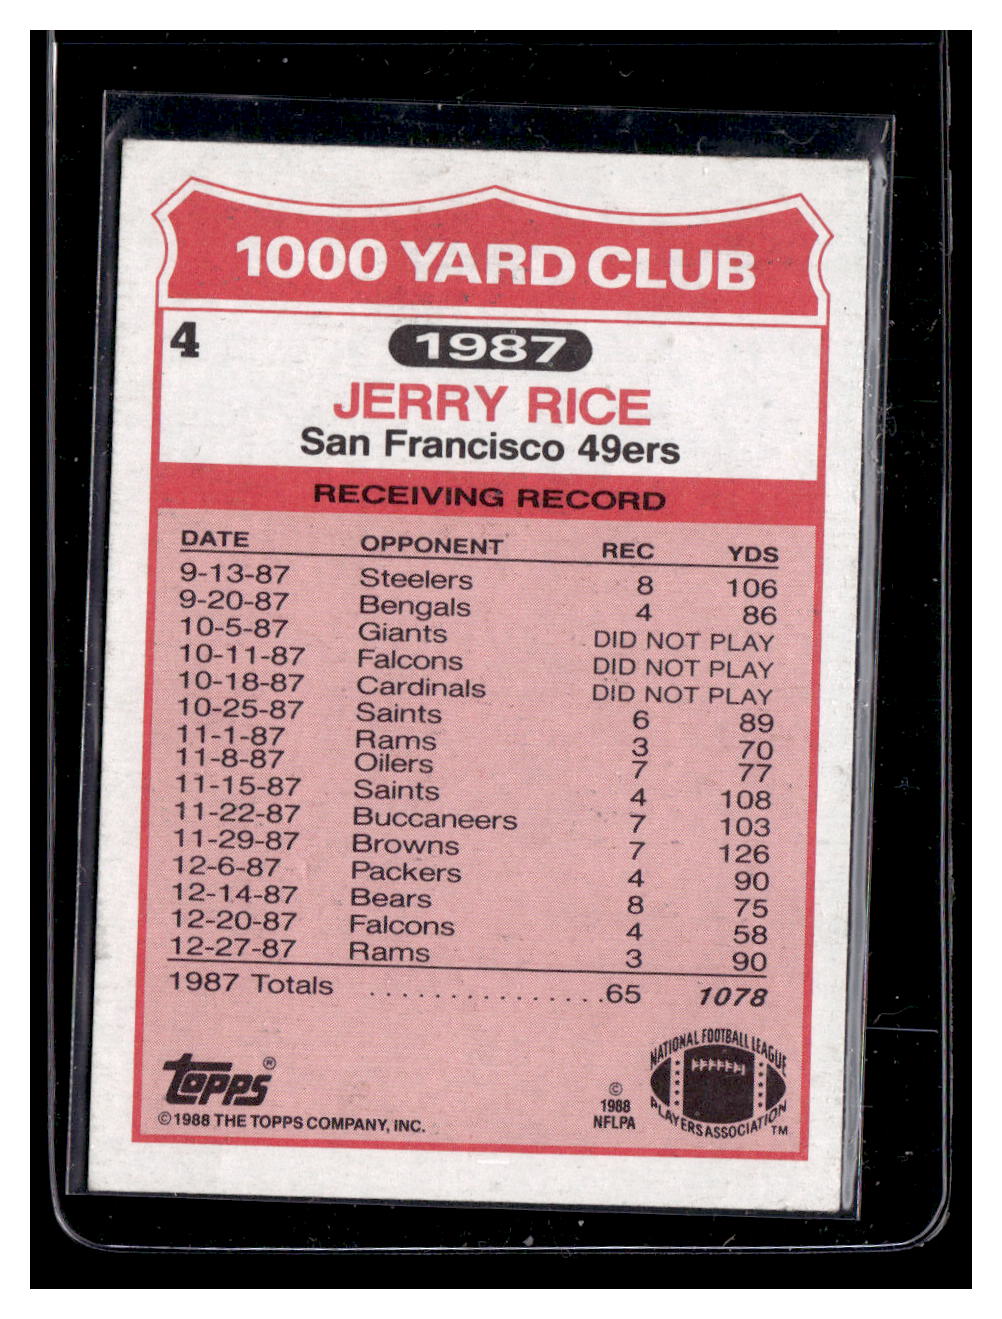 1000 YARD CLUB
4
1987
JERRY RICE
San Francisco 49ers
RECEIVING RECORD
DATE OPPONENT REC YDS
9-13-87 Steelers 8 106
9-20-87 Bengals 4 86
10-5-87 Giants DID NOT PLAY
10-11-87 Falcons DID NOT PLAY
10-18-87 Cardinals DID NOT PLAY
10-25-87 Saints 6 89
11-1-87 Rams 3 70
11-8-87 Oilers 7 77
11-15-87 Saints 4 108
11-22-87 Buccaneers 7 103
11-29-87 Browns 7 126
12-6-87 Packers 4 90
12-14-87 Bears 8 75
12-20-87 Falcons 4 58
12-27-87 Rams 3 90
1987 Totals ................65 1078
topps®
©1988 THE TOPPS COMPANY, INC.
©
1988
NFLPA
NATIONAL FOOTBALL LEAGUE
PLAYERS ASSOCIATION
TM